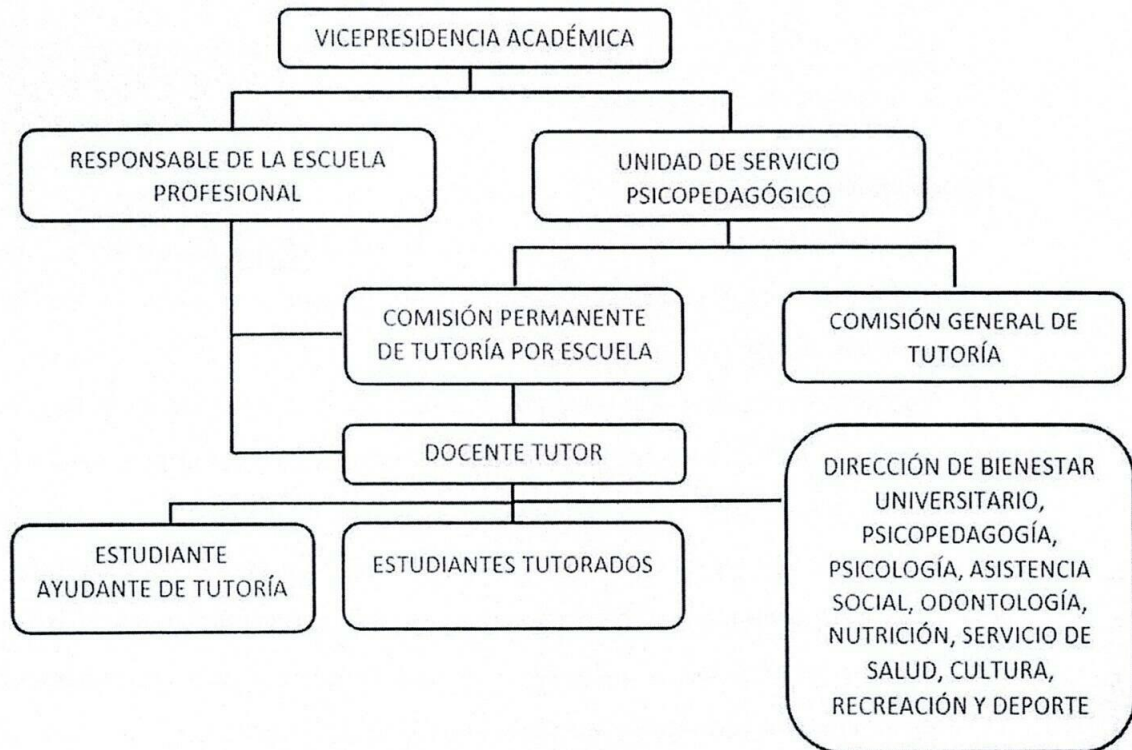 VICEPRESIDENCIA ACADÉMICA
RESPONSABLE DE LA ESCUELA
PROFESIONAL
UNIDAD DE SERVICIO
PSICOPEDAGÓGICO
COMISIÓN PERMANENTE
DE TUTORÍA POR ESCUELA
COMISIÓN GENERAL DE
TUTORÍA
DOCENTE TUTOR
ESTUDIANTE
AYUDANTE DE TUTORÍA
ESTUDIANTES TUTORADOS
DIRECCIÓN DE BIENESTAR
UNIVERSITARIO,
PSICOPEDAGOGÍA,
PSICOLOGÍA, ASISTENCIA
SOCIAL, ODONTOLOGÍA,
NUTRICIÓN, SERVICIO DE
SALUD, CULTURA,
RECREACIÓN Y DEPORTE